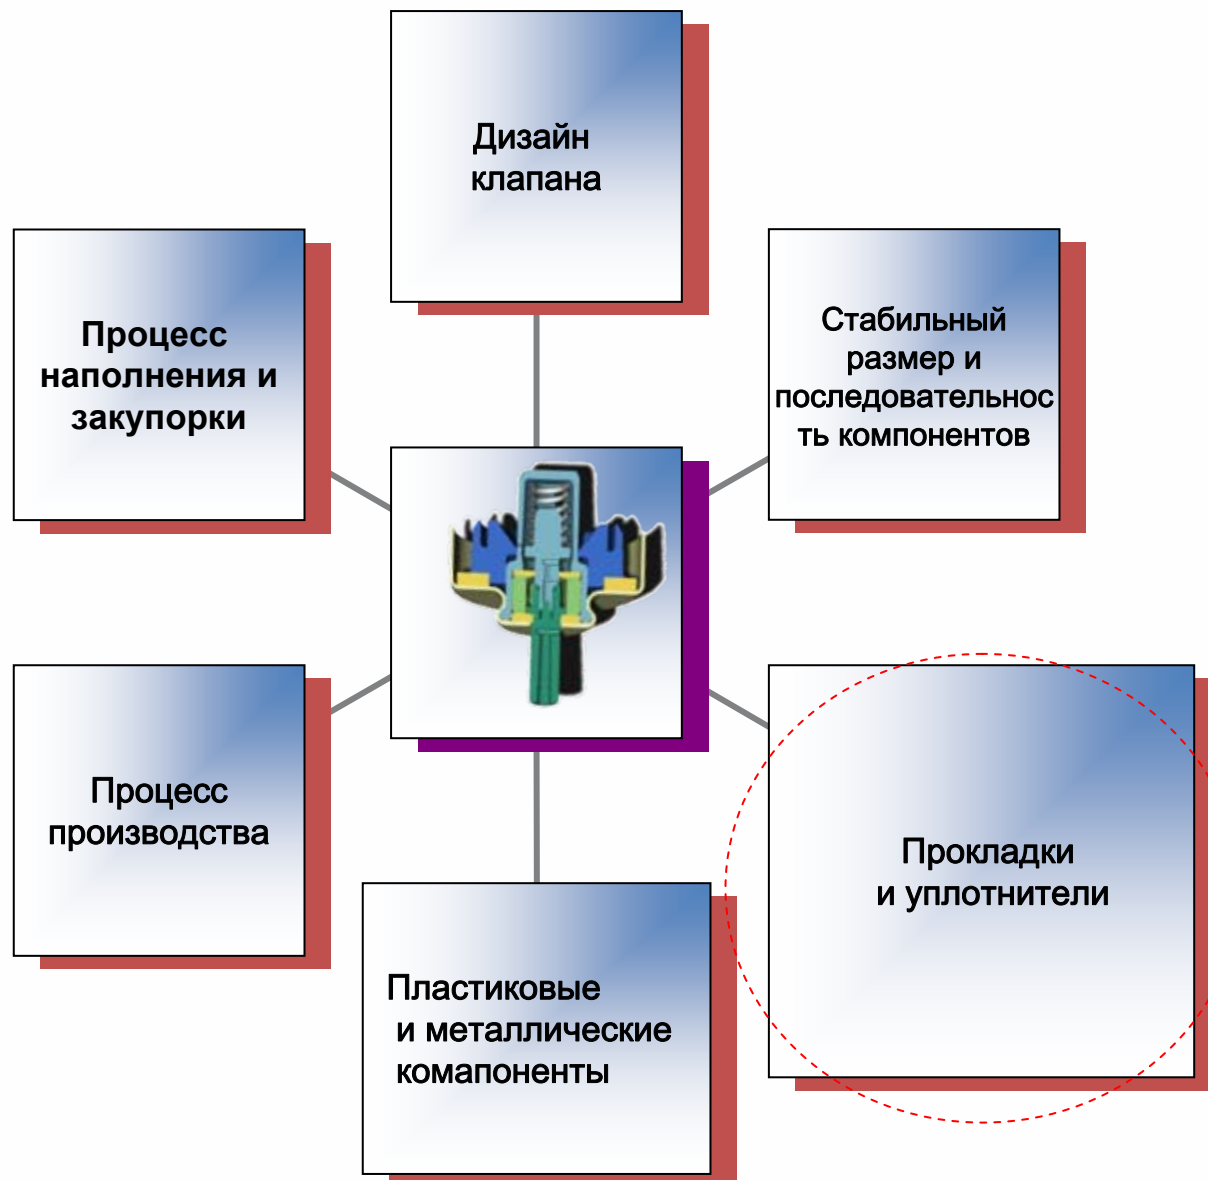 Дизайн
клапана
Процесс
наполнения и
закупорки
Стабильный
размер и
последовательнос
ть компонентов
Процесс
производства
Прокладки
и уплотнители
Пластиковые
и металлические
комапоненты